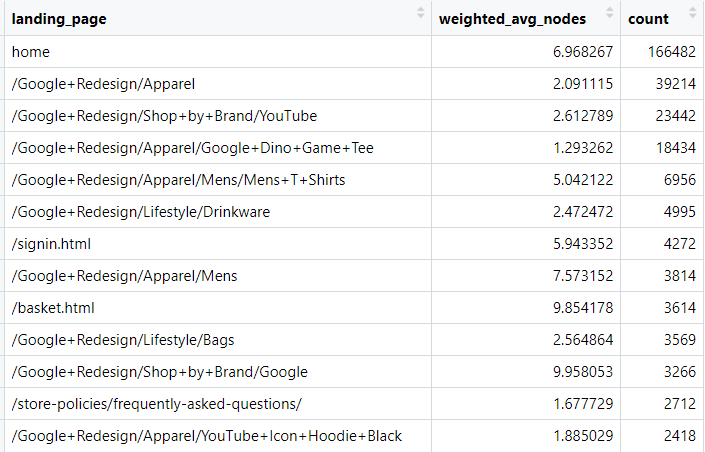 landing_page weighted_avg_nodes count
home 6.968267 166482
/Google+Redesign/Apparel 2.091115 39214
/Google+Redesign/Shop+by+Brand/YouTube 2.612789 23442
/Google+Redesign/Apparel/Google+Dino+Game+Tee 1.293262 18434
/Google+Redesign/Apparel/Mens/Mens+T+Shirts 5.042122 6956
/Google+Redesign/Lifestyle/Drinkware 2.472472 4995
/signin.html 5.943352 4272
/Google+Redesign/Apparel/Mens 7.573152 3814
/basket.html 9.854178 3614
/Google+Redesign/Lifestyle/Bags 2.564864 3569
/Google+Redesign/Shop+by+Brand/Google 9.958053 3266
/store-policies/frequently-asked-questions/ 1.677729 2712
/Google+Redesign/Apparel/YouTube+Icon+Hoodie+Black 1.885029 2418